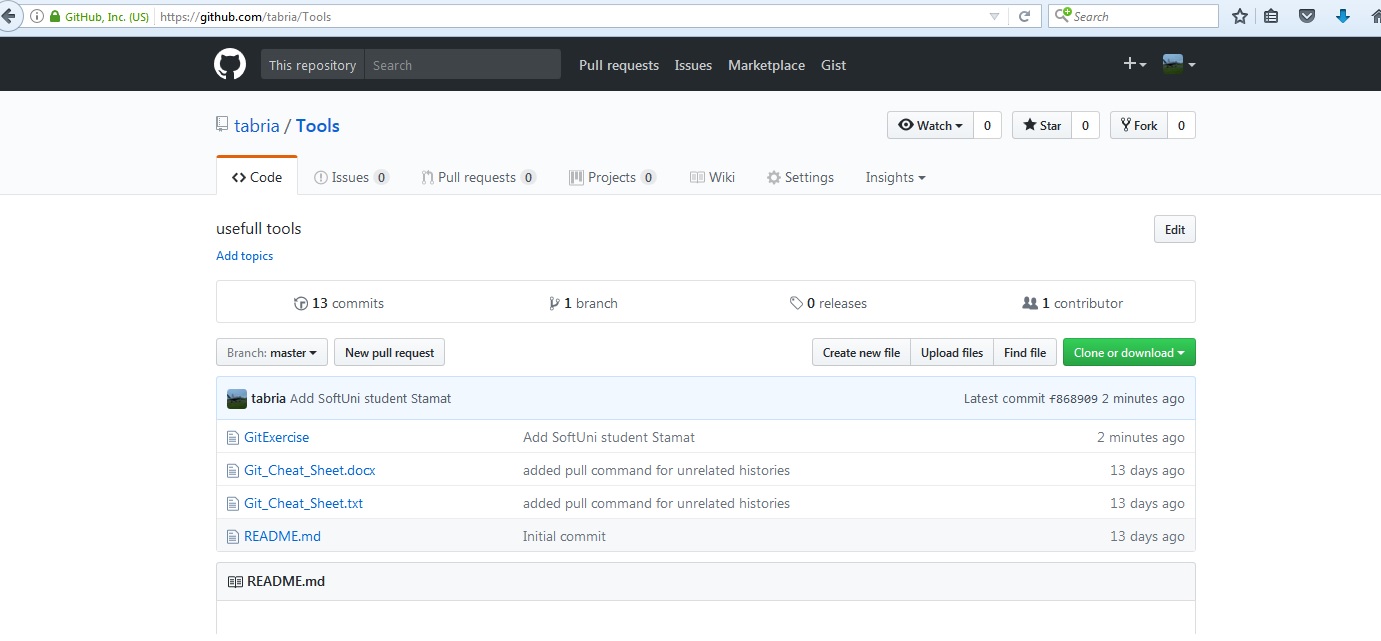 GitHub, Inc. (US) https://github.com/tabria/Tools Search
This repository Search Pull requests Issues Marketplace Gist
tabria / Tools Watch 0 Star 0 Fork 0
Code Issues 0 Pull requests 0 Projects 0 Wiki Settings Insights
usefull tools Edit
Add topics
13 commits 1 branch 0 releases 1 contributor
Branch: master New pull request Create new file Upload files Find file Clone or download
tabria Add SoftUni student Stamat Latest commit f868909 2 minutes ago
GitExercise Add SoftUni student Stamat 2 minutes ago
Git_Cheat_Sheet.docx added pull command for unrelated histories 13 days ago
Git_Cheat_Sheet.txt added pull command for unrelated histories 13 days ago
README.md Initial commit 13 days ago
README.md